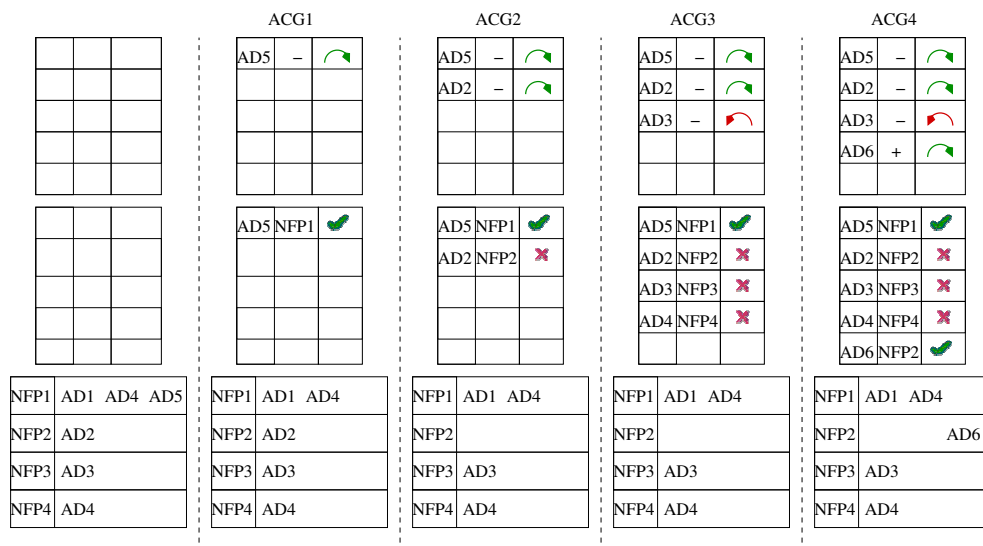 ACG1 ACG2 ACG3 ACG4
AD5 – AD5 – AD5 – AD5 –
AD2 – AD2 – AD2 –
AD3 – AD3 –
AD6 +
AD5 NFP1 AD5 NFP1 AD5 NFP1 AD5 NFP1
AD2 NFP2 AD2 NFP2 AD2 NFP2
AD3 NFP3 AD3 NFP3
AD4 NFP4 AD4 NFP4
AD6 NFP2
NFP1 AD1 AD4 AD5 NFP1 AD1 AD4 NFP1 AD1 AD4 NFP1 AD1 AD4 NFP1 AD1 AD4
NFP2 AD2 NFP2 AD2 NFP2 NFP2 NFP2 AD6
NFP3 AD3 NFP3 AD3 NFP3 AD3 NFP3 AD3 NFP3 AD3
NFP4 AD4 NFP4 AD4 NFP4 AD4 NFP4 AD4 NFP4 AD4